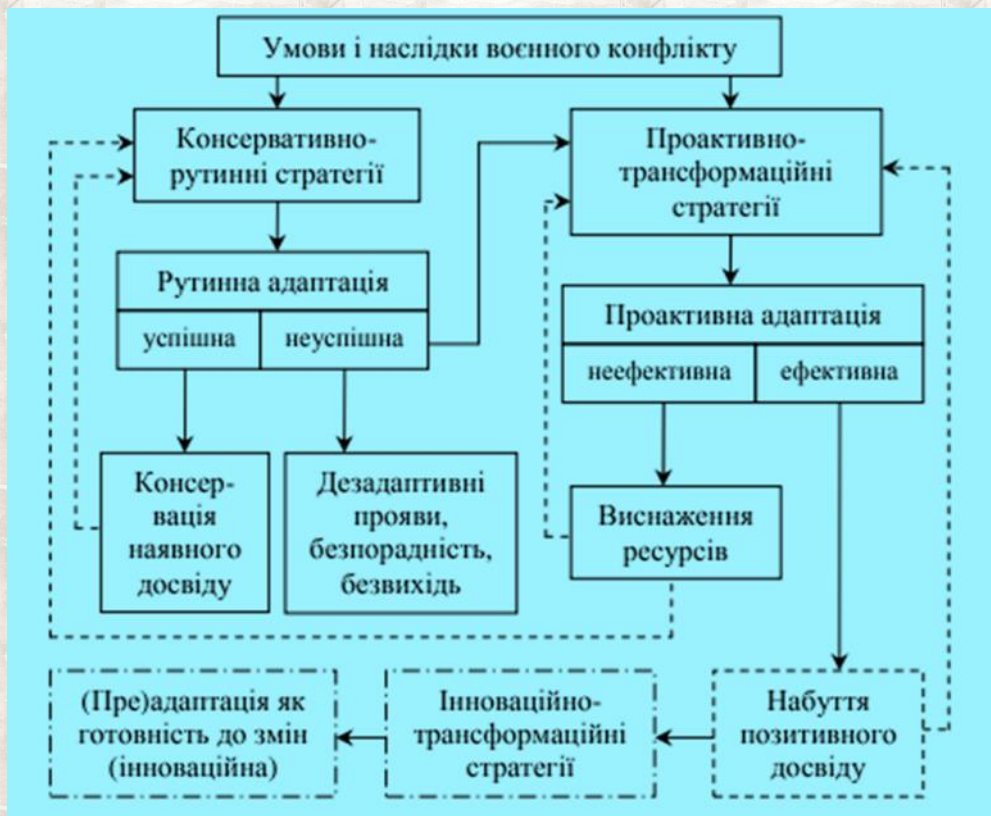 Умови і наслідки воєнного конфлікту
Консервативно-
рутинні стратегії
Проактивно-
трансформаційні
стратегії
Рутинна адаптація
успішна
неуспішна
Проактивна адаптація
неефективна
ефективна
Консер-
вація
наявного
досвіду
Дезадаптивні
прояви,
безпорадність,
безвихідь
Виснаження
ресурсів
(Пре)адаптація як
готовність до змін
(інноваційна)
Інноваційно-
трансформаційні
стратегії
Набуття
позитивного
досвіду